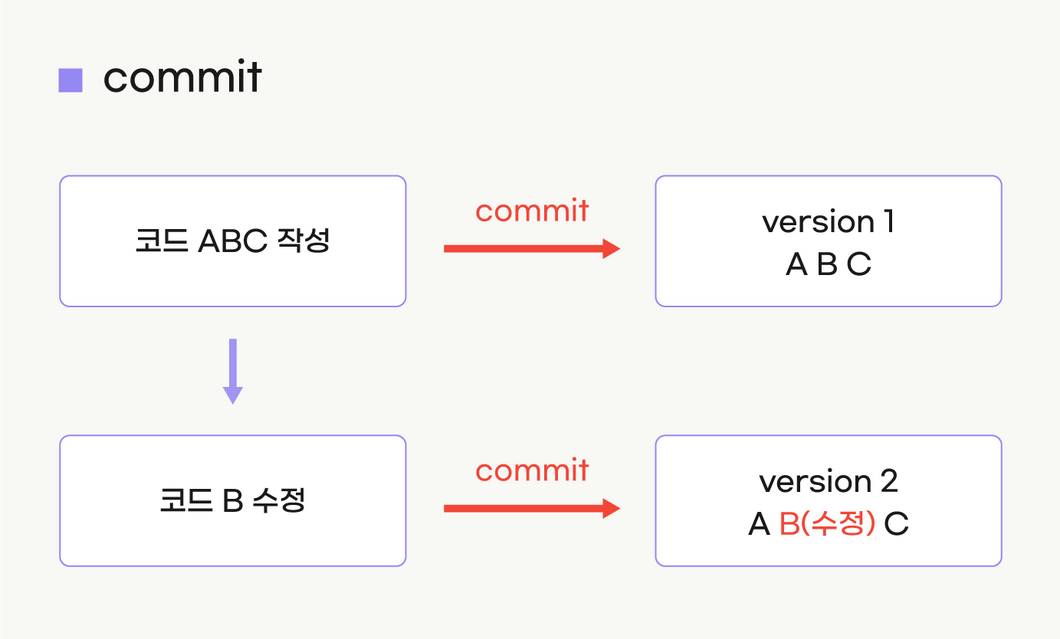 commit
코드 ABC 작성
commit
version 1
A B C
코드 B 수정
commit
version 2
A B(수정) C